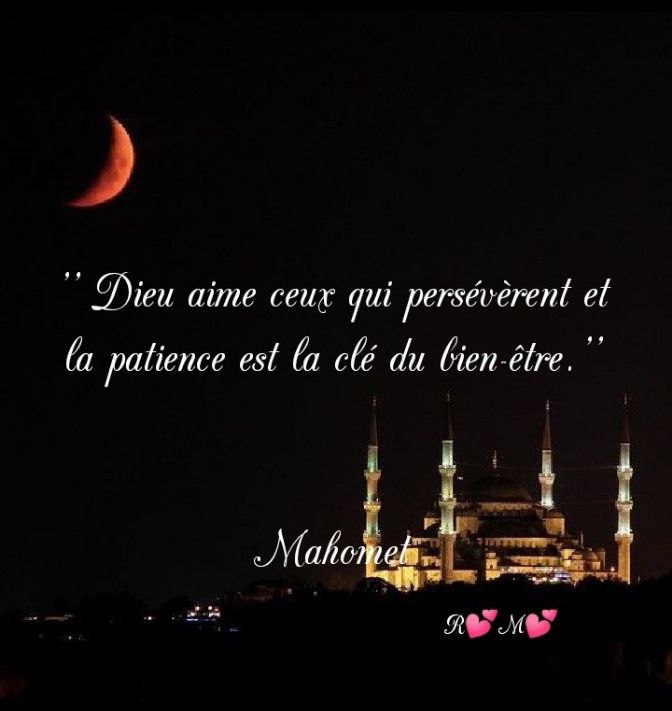 '' Dieu aime ceux qui persévèrent et
la patience est la clé du bien-être. ''
Mahomet
R💕 M💕